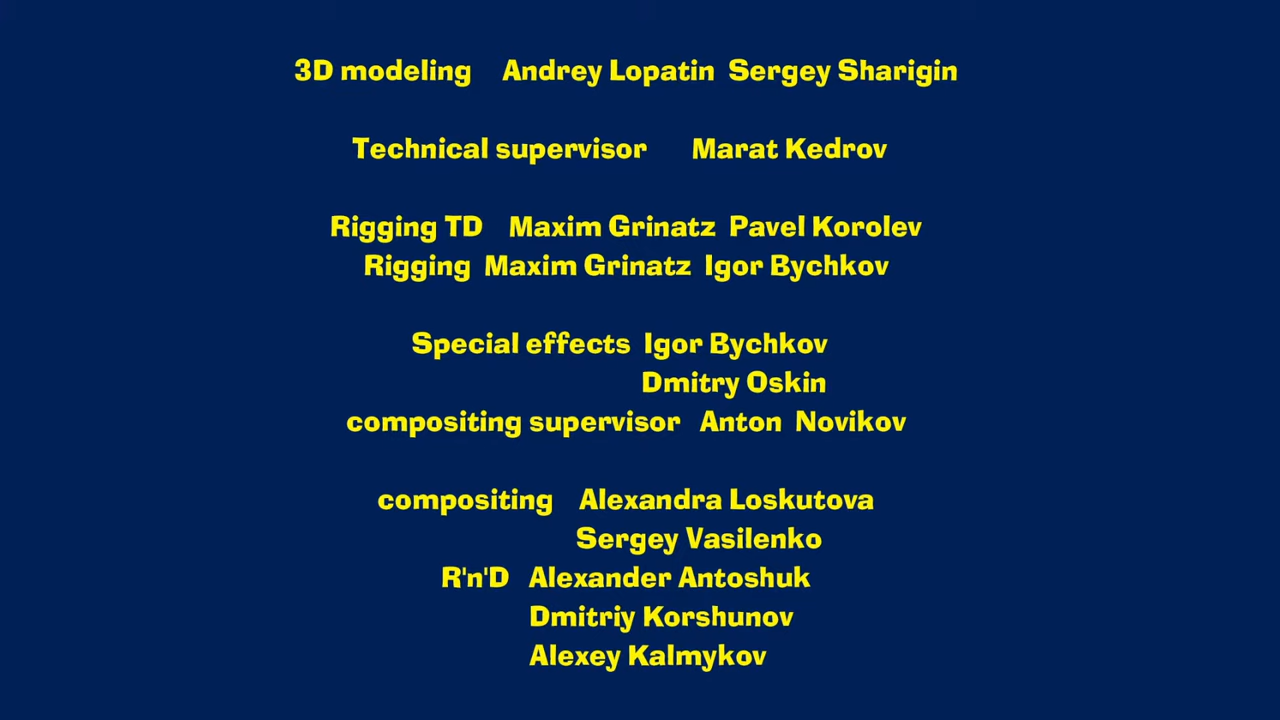 3D modeling Andrey Lopatin Sergey Sharigin
Technical supervisor Marat Kedrov
Rigging TD Maxim Grinatz Pavel Korolev
Rigging Maxim Grinatz Igor Bychkov
Special effects Igor Bychkov
Dmitry Oskin
compositing supervisor Anton Novikov
compositing Alexandra Loskutova
Sergey Vasilenko
R'n'D Alexander Antoshuk
Dmitriy Korshunov
Alexey Kalmykov